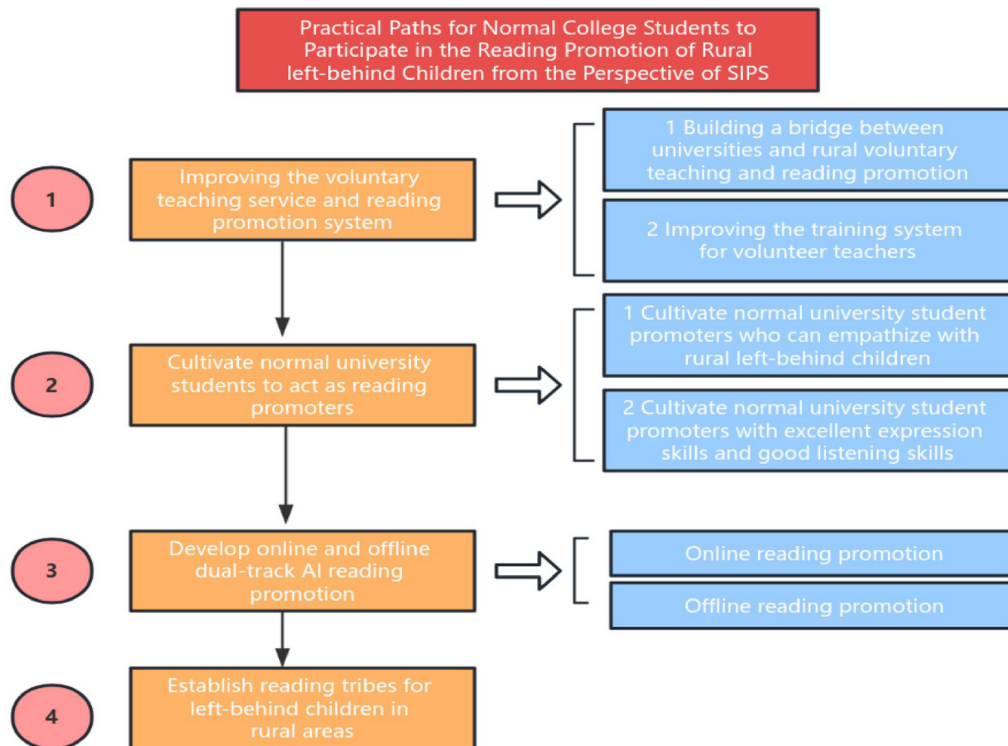 Practical Paths for Normal College Students to
Participate in the Reading Promotion of Rural
left-behind Children from the Perspective of SIPS
1
Improving the voluntary
teaching service and reading
promotion system
1 Building a bridge between
universities and rural voluntary
teaching and reading promotion
2 Improving the training system
for volunteer teachers
2
Cultivate normal university
students to act as reading
promoters
1 Cultivate normal university student
promoters who can empathize with
rural left-behind children
2 Cultivate normal university student
promoters with excellent expression
skills and good listening skills
3
Develop online and offline
dual-track AI reading
promotion
Online reading promotion
Offline reading promotion
4
Establish reading tribes for
left-behind children in
rural areas